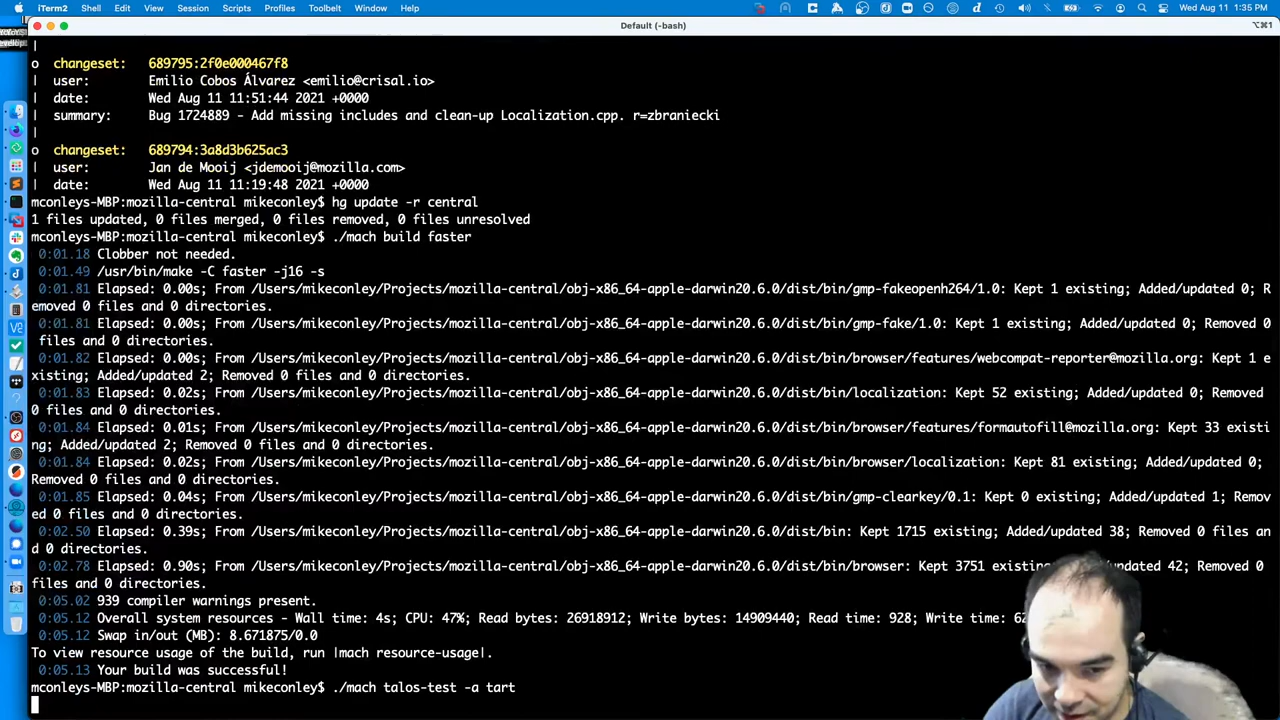 iTerm2 Shell Edit View Session Scripts Profiles Toolbelt Window Help Wed Aug 11 1:35 PM
Default (-bash) ⌥⌘1
|
o changeset: 689795:2f0e000467f8
| user: Emilio Cobos Álvarez <emilio@crisal.io>
| date: Wed Aug 11 11:51:44 2021 +0000
| summary: Bug 1724889 - Add missing includes and clean-up Localization.cpp. r=zbraniecki
|
o changeset: 689794:3a8d3b625ac3
| user: Jan de Mooij <jdemooij@mozilla.com>
| date: Wed Aug 11 11:19:48 2021 +0000
mconleys-MBP:mozilla-central mikeconley$ hg update -r central
1 files updated, 0 files merged, 0 files removed, 0 files unresolved
mconleys-MBP:mozilla-central mikeconley$ ./mach build faster
0:01.18 Clobber not needed.
0:01.49 /usr/bin/make -C faster -j16 -s
0:01.81 Elapsed: 0.00s; From /Users/mikeconley/Projects/mozilla-central/obj-x86_64-apple-darwin20.6.0/dist/bin/gmp-fakeopenh264/1.0: Kept 1 existing; Added/updated 0; R
emoved 0 files and 0 directories.
0:01.81 Elapsed: 0.00s; From /Users/mikeconley/Projects/mozilla-central/obj-x86_64-apple-darwin20.6.0/dist/bin/gmp-fake/1.0: Kept 1 existing; Added/updated 0; Removed 0
files and 0 directories.
0:01.82 Elapsed: 0.00s; From /Users/mikeconley/Projects/mozilla-central/obj-x86_64-apple-darwin20.6.0/dist/bin/browser/features/webcompat-reporter@mozilla.org: Kept 1 e
xisting; Added/updated 2; Removed 0 files and 0 directories.
0:01.83 Elapsed: 0.02s; From /Users/mikeconley/Projects/mozilla-central/obj-x86_64-apple-darwin20.6.0/dist/bin/localization: Kept 52 existing; Added/updated 0; Removed
0 files and 0 directories.
0:01.84 Elapsed: 0.01s; From /Users/mikeconley/Projects/mozilla-central/obj-x86_64-apple-darwin20.6.0/dist/bin/browser/features/formautofill@mozilla.org: Kept 33 existi
ng; Added/updated 2; Removed 0 files and 0 directories.
0:01.84 Elapsed: 0.02s; From /Users/mikeconley/Projects/mozilla-central/obj-x86_64-apple-darwin20.6.0/dist/bin/browser/localization: Kept 81 existing; Added/updated 0;
Removed 0 files and 0 directories.
0:01.85 Elapsed: 0.04s; From /Users/mikeconley/Projects/mozilla-central/obj-x86_64-apple-darwin20.6.0/dist/bin/gmp-clearkey/0.1: Kept 0 existing; Added/updated 1; Remov
ed 0 files and 0 directories.
0:02.50 Elapsed: 0.39s; From /Users/mikeconley/Projects/mozilla-central/obj-x86_64-apple-darwin20.6.0/dist/bin: Kept 1715 existing; Added/updated 38; Removed 0 files an
d 0 directories.
0:02.78 Elapsed: 0.90s; From /Users/mikeconley/Projects/mozilla-central/obj-x86_64-apple-darwin20.6.0/dist/bin/browser: Kept 3751 existing updated 42; Removed 0
files and 0 directories.
0:05.02 939 compiler warnings present.
0:05.12 Overall system resources - Wall time: 4s; CPU: 47%; Read bytes: 26918912; Write bytes: 14909440; Read time: 928; Write time:
0:05.12 Swap in/out (MB): 8.671875/0.0
To view resource usage of the build, run |mach resource-usage|.
0:05.13 Your build was successful!
mconleys-MBP:mozilla-central mikeconley$ ./mach talos-test -a tart